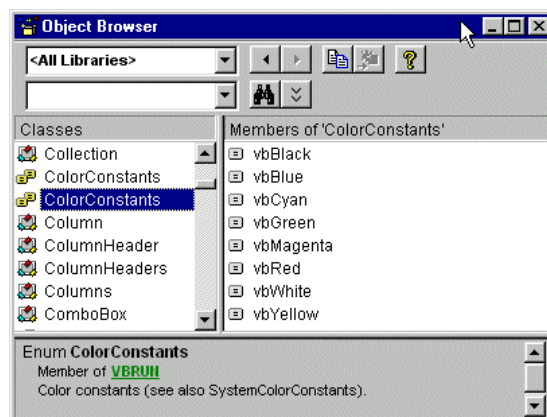 Object Browser
<All Libraries>
Classes
Members of 'ColorConstants'
Collection
ColorConstants
ColorConstants
Column
ColumnHeader
ColumnHeaders
Columns
ComboBox
vbBlack
vbBlue
vbCyan
vbGreen
vbMagenta
vbRed
vbWhite
vbYellow
Enum ColorConstants
Member of VBRUN
Color constants (see also SystemColorConstants).